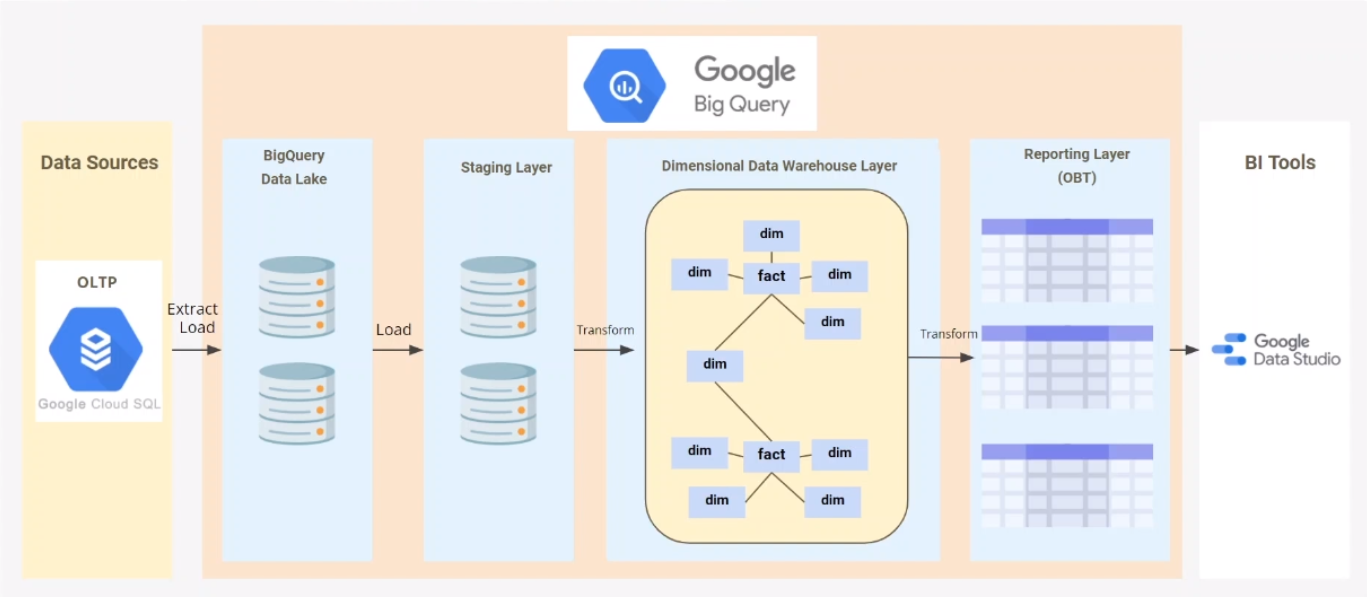 Google
Big Query
Data Sources
OLTP
Google Cloud SQL
Extract
Load
BigQuery
Data Lake
Load
Staging Layer
Transform
Dimensional Data Warehouse Layer
dim
dim
fact
dim
dim
dim
dim
fact
dim
dim
dim
Transform
Reporting Layer
(OBT)
BI Tools
Google
Data Studio